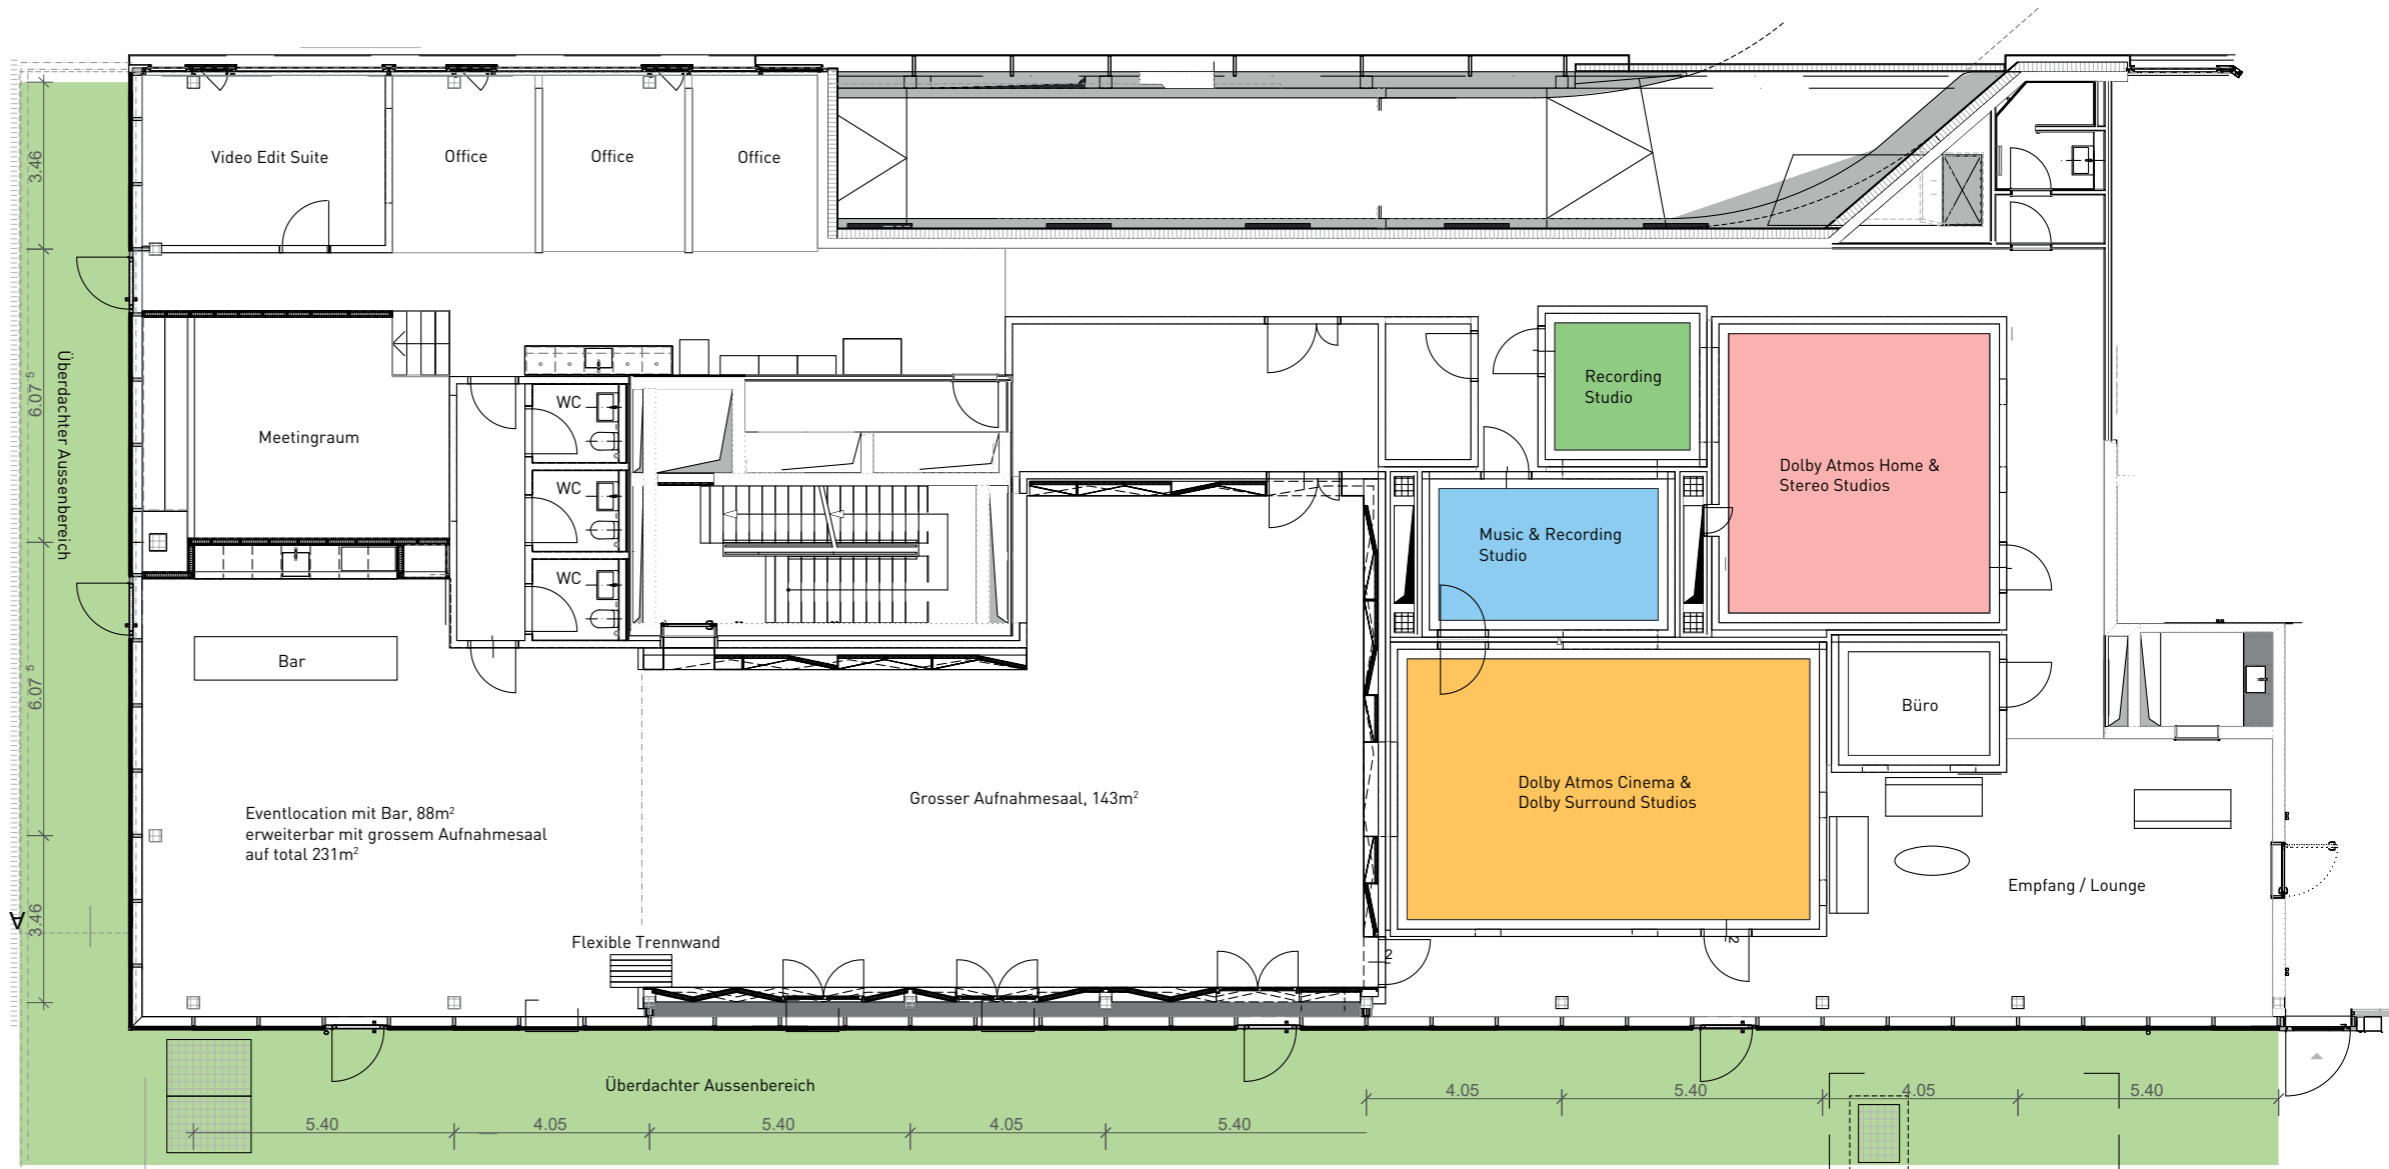 Video Edit Suite
Office
Office
Office
3.46
Überdachter Aussenbereich
6.07⁵
Meetingraum
WC
WC
WC
Recording
Studio
Dolby Atmos Home &
Stereo Studios
Music & Recording
Studio
6.07⁵
Bar
Büro
Eventlocation mit Bar, 88m²
erweiterbar mit grossem Aufnahmesaal
auf total 231m²
Grosser Aufnahmesaal, 143m²
Dolby Atmos Cinema &
Dolby Surround Studios
Empfang / Lounge
A
3.46
Flexible Trennwand
2
2
Überdachter Aussenbereich
4.05
5.40
4.05
5.40
5.40
4.05
5.40
4.05
5.40